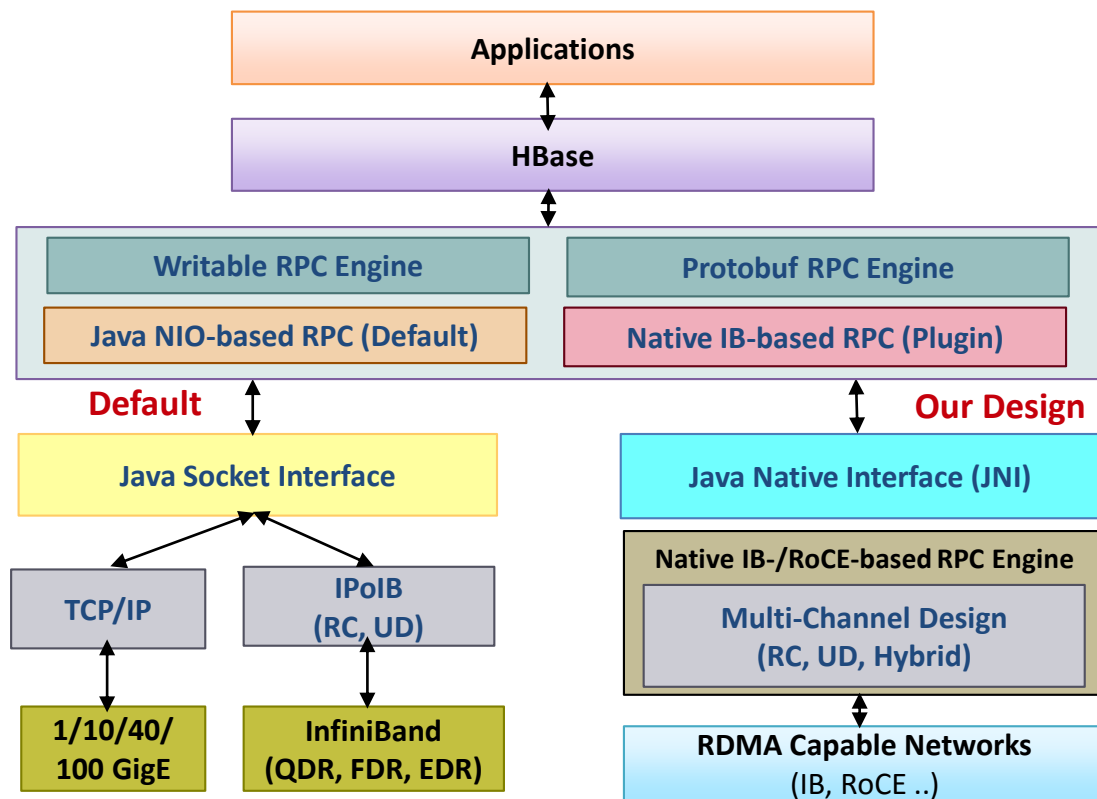 Applications
HBase
Writable RPC Engine
Protobuf RPC Engine
Java NIO-based RPC (Default)
Native IB-based RPC (Plugin)
Default
Our Design
Java Socket Interface
Java Native Interface (JNI)
TCP/IP
IPoIB
(RC, UD)
Native IB-/RoCE-based RPC Engine
Multi-Channel Design
(RC, UD, Hybrid)
1/10/40/
100 GigE
InfiniBand
(QDR, FDR, EDR)
RDMA Capable Networks
(IB, RoCE ..)